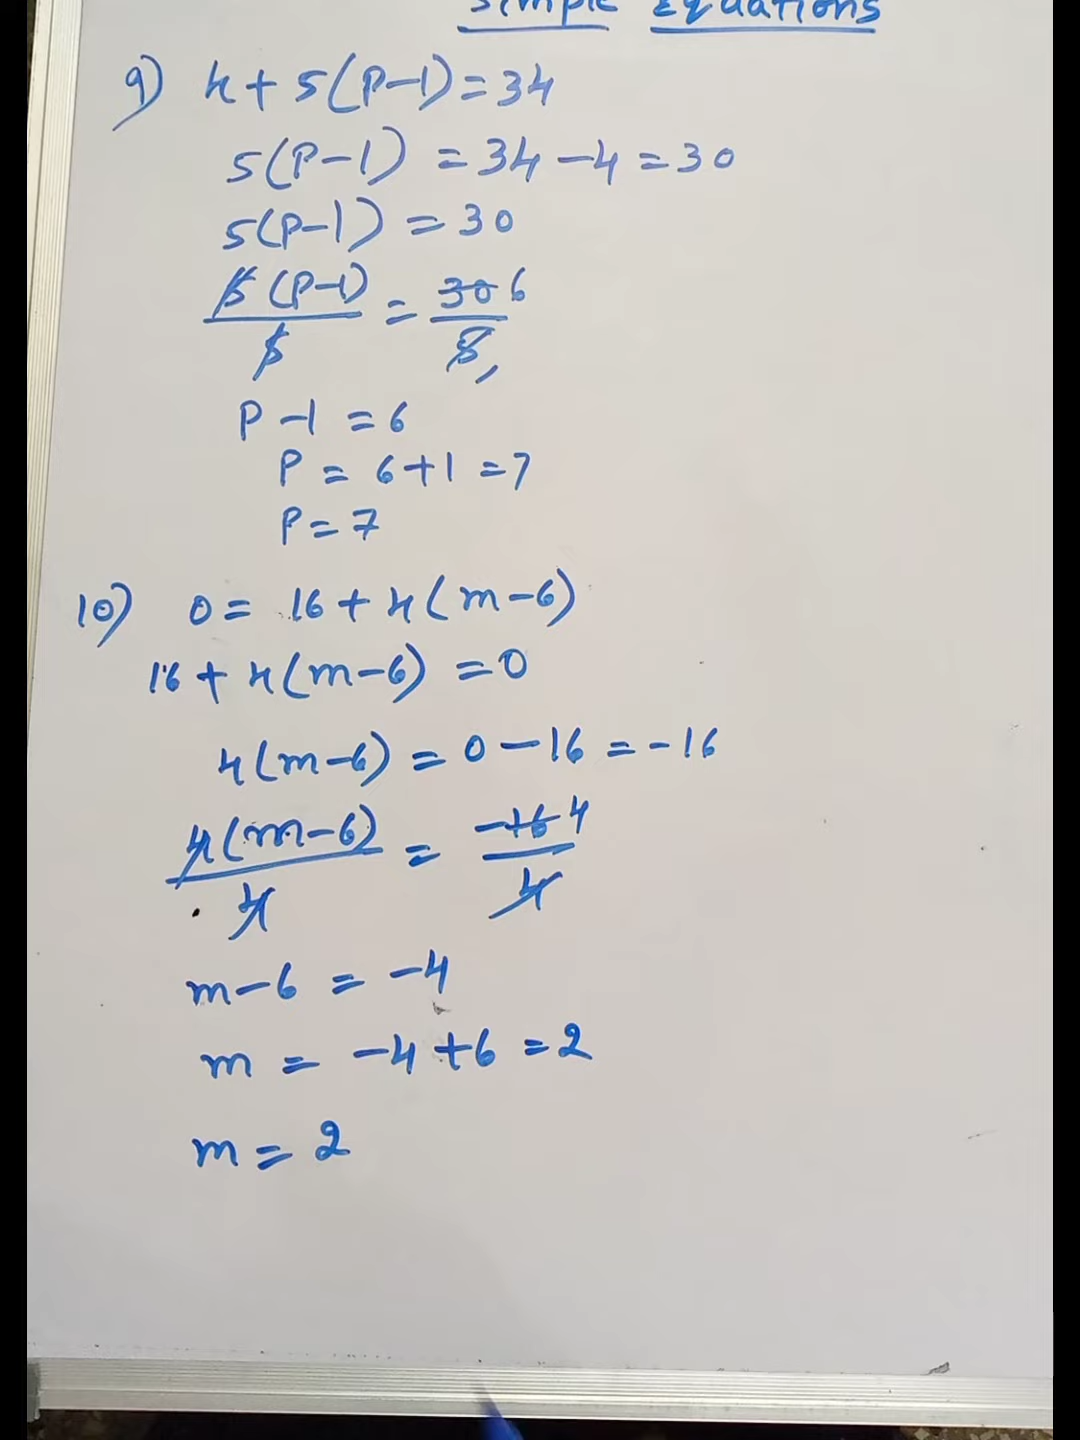 Simple Equations
9) 4 + 5(P-1) = 34
5(P-1) = 34 - 4 = 30
5(P-1) = 30
5(P-1)/5 = 30 6/5
P - 1 = 6
P = 6+1 = 7
P = 7
10) 0 = 16 + 4(m-6)
16 + 4(m-6) = 0
4(m-6) = 0 - 16 = -16
4(m-6)/4 = -16 4/4
m-6 = -4
m = -4+6 = 2
m = 2